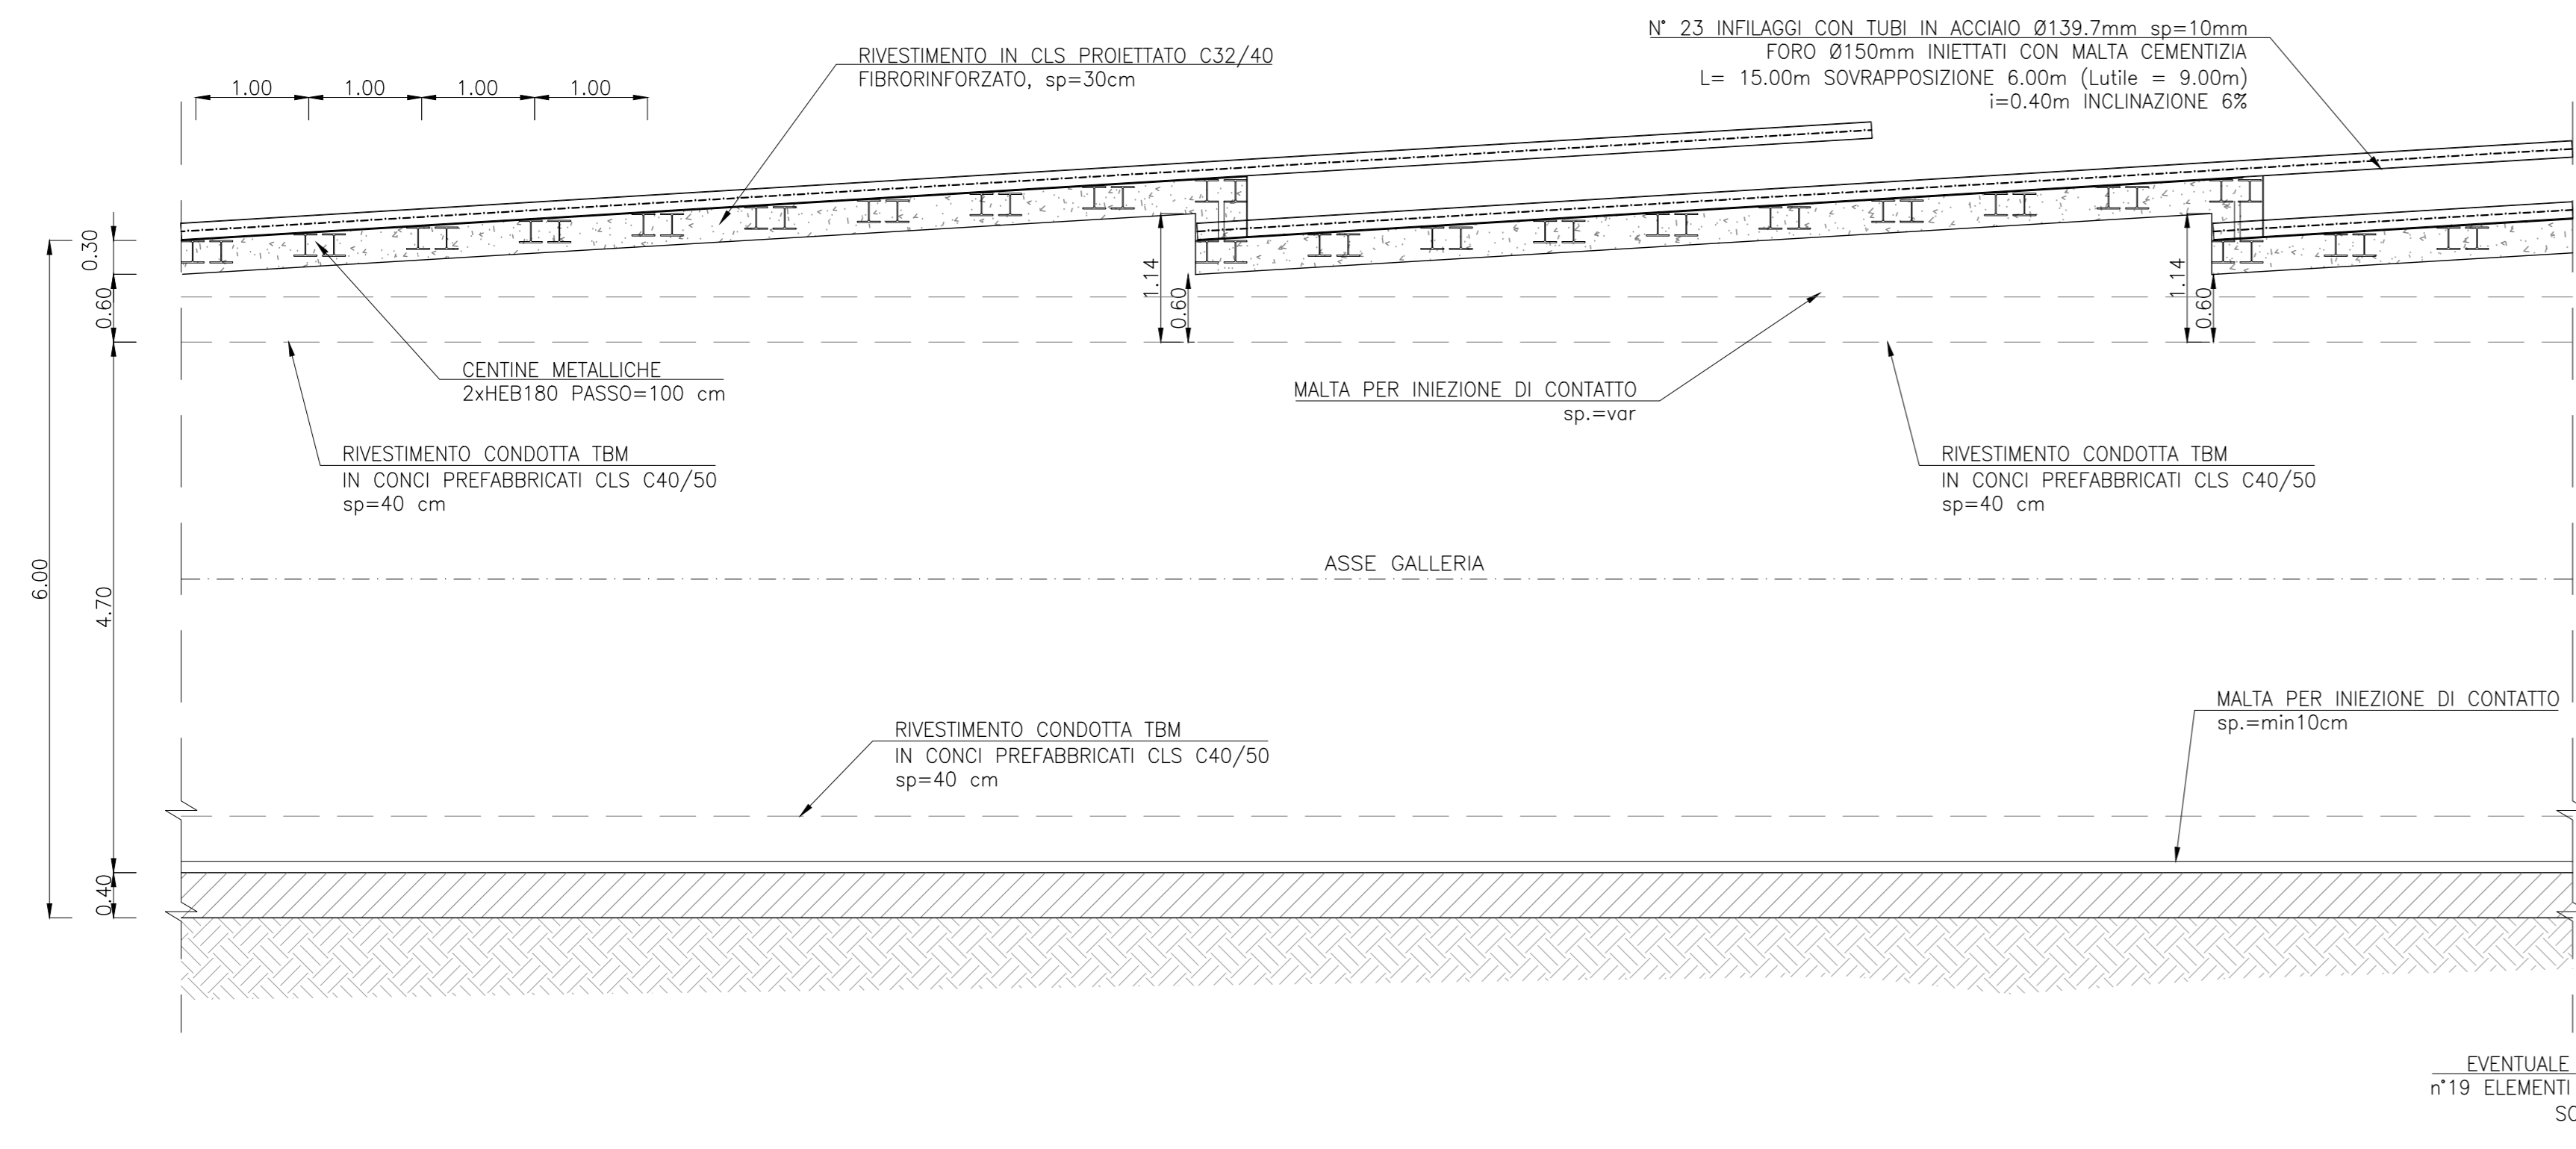 N° 23 INFILAGGI CON TUBI IN ACCIAIO Ø139.7mm sp=10mm
FORO Ø150mm INIETTATI CON MALTA CEMENTIZIA
L= 15.00m SOVRAPPOSIZIONE 6.00m (Lutile = 9.00m)
i=0.40m INCLINAZIONE 6%
RIVESTIMENTO IN CLS PROIETTATO C32/40
FIBRORINFORZATO, sp=30cm
1.00 1.00 1.00 1.00
0.30
0.60
1.14
0.60
1.14
0.60
CENTINE METALLICHE
2xHEB180 PASSO=100 cm
MALTA PER INIEZIONE DI CONTATTO
sp.=var
RIVESTIMENTO CONDOTTA TBM
IN CONCI PREFABBRICATI CLS C40/50
sp=40 cm
RIVESTIMENTO CONDOTTA TBM
IN CONCI PREFABBRICATI CLS C40/50
sp=40 cm
ASSE GALLERIA
6.00
4.70
MALTA PER INIEZIONE DI CONTATTO
sp.=min10cm
RIVESTIMENTO CONDOTTA TBM
IN CONCI PREFABBRICATI CLS C40/50
sp=40 cm
0.40
EVENTUALE
n°19 ELEMENTI